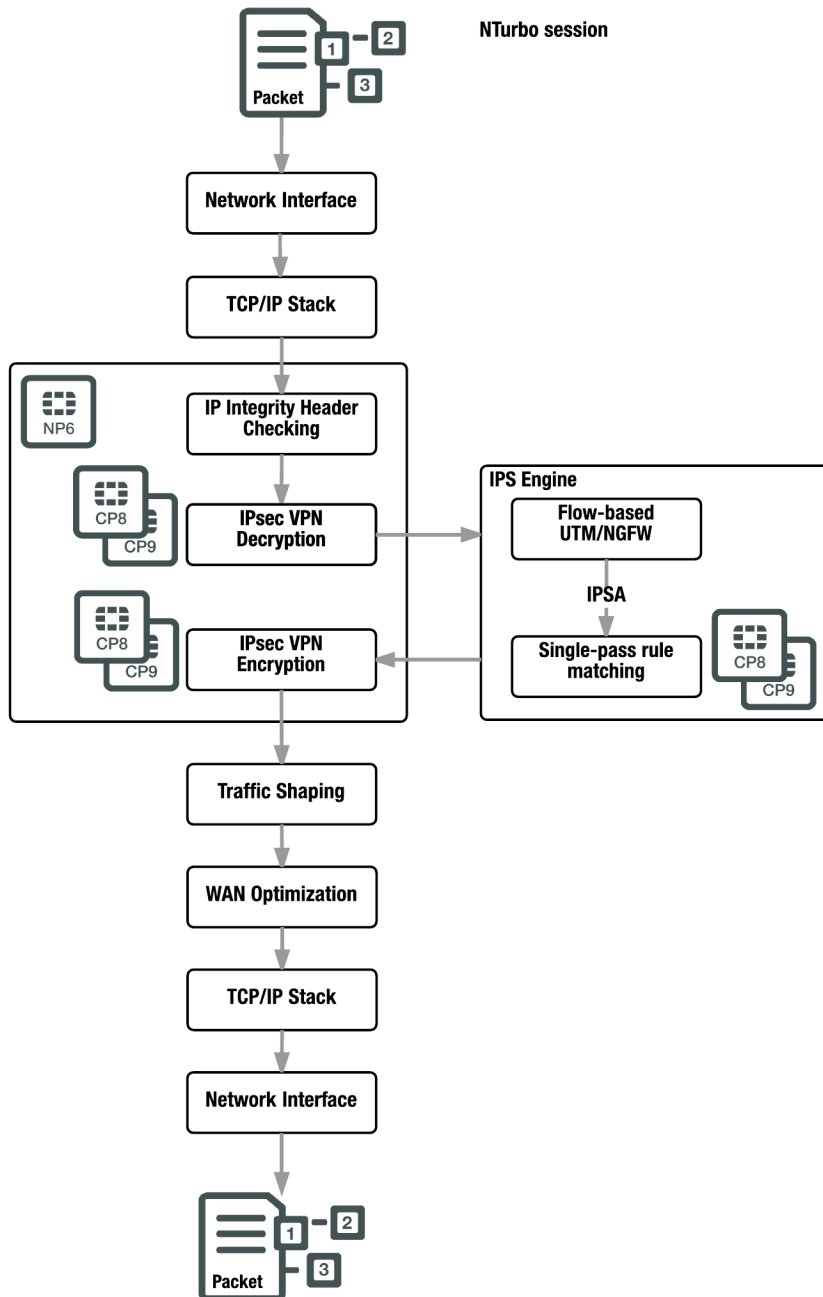 NTurbo session
1
2
3
Packet
Network Interface
TCP/IP Stack
NP6
IP Integrity Header
Checking
CP8
CP9
IPsec VPN
Decryption
IPS Engine
Flow-based
UTM/NGFW
IPSA
Single-pass rule
matching
CP8
CP9
CP8
CP9
IPsec VPN
Encryption
Traffic Shaping
WAN Optimization
TCP/IP Stack
Network Interface
1
2
3
Packet